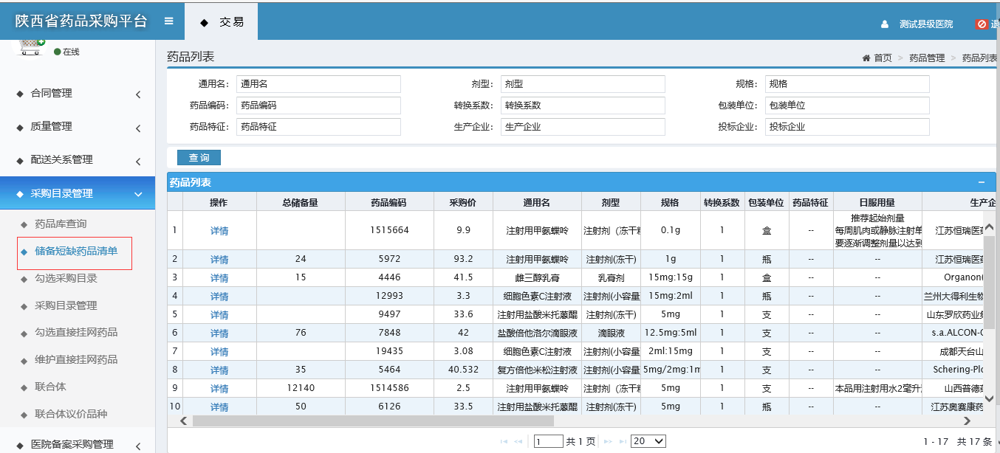 陕西省药品采购平台
交易
测试县级医院
在线
合同管理
质量管理
配送关系管理
采购目录管理
药品库查询
储备短缺药品清单
勾选采购目录
采购目录管理
勾选直接挂网药品
维护直接挂网药品
联合体
联合体议价品种
医院备案采购管理
药品列表
首页 > 药品管理 > 药品列表
通用名: 通用名 剂型: 剂型 规格: 规格
药品编码: 药品编码 转换系数: 转换系数 包装单位: 包装单位
药品特征: 药品特征 生产企业: 生产企业 投标企业: 投标企业
查询
药品列表
操作 总储备量 药品编码 采购价 通用名 剂型 规格 转换系数 包装单位 药品特征 日服用量 生产企
1 详情 1515664 9.9 注射用甲氨蝶呤 注射剂（冻干 0.1g 1 盒 -- 推荐起始剂量 江苏恒瑞医
每周肌肉或静脉注射单
要逐渐调整剂量以达到
2 详情 24 5972 93.2 注射用甲氨蝶呤 注射剂(冻干) 1g 1 瓶 -- -- 江苏恒瑞医
3 详情 15 4446 41.5 雌三醇乳膏 乳膏剂 15mg:15g 1 盒 -- -- Organon(
4 详情 12993 3.3 细胞色素C注射液 注射剂(小容量 15mg:2ml 1 瓶 -- -- 兰州大得利生物
5 详情 9497 33.6 注射用盐酸米托蒽醌 注射剂(冻干) 5mg 1 支 -- -- 山东罗欣药业
6 详情 76 7848 42 盐酸倍他洛尔滴眼液 滴眼液 12.5mg:5ml 1 支 -- -- s.a.ALCON-
7 详情 19435 3.08 细胞色素C注射液 注射剂(小容量 2ml:15mg 1 支 -- -- 成都天台山
8 详情 35 5464 40.532 复方倍他米松注射液 注射剂(小容量 5mg/2mg:1m 1 支 -- -- Schering-Plo
9 详情 12140 1514586 2.5 注射用甲氨蝶呤 注射剂（冻干 5mg 1 支 -- 本品用注射用水2毫升 山西普德
10 详情 50 6126 33.5 注射用盐酸米托蒽醌 注射剂(冻干) 5mg 1 瓶 -- -- 江苏奥赛康药
1 共 1 页 20 1 - 17 共 17 条